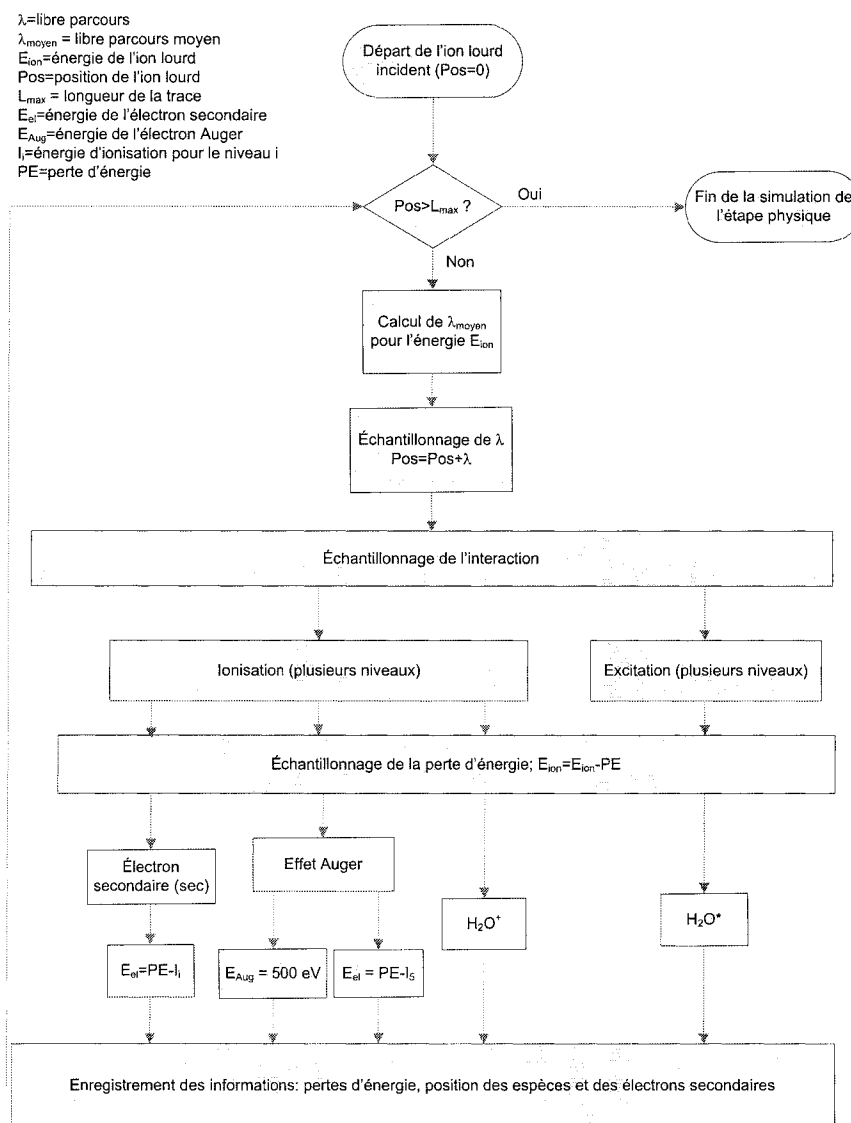 λ=libre parcours
λmoyen = libre parcours moyen
Eion=énergie de l'ion lourd
Pos=position de l'ion lourd
Lmax = longueur de la trace
Eel=énergie de l'électron secondaire
EAug=énergie de l'électron Auger
Ii=énergie d'ionisation pour le niveau i
PE=perte d'énergie
Départ de l'ion lourd
incident (Pos=0)
Pos>Lmax ?
Oui
Fin de la simulation de
l'étape physique
Non
Calcul de λmoyen
pour l'énergie Eion
Échantillonnage de λ
Pos=Pos+λ
Échantillonnage de l'interaction
Ionisation (plusieurs niveaux)
Excitation (plusieurs niveaux)
Échantillonnage de la perte d'énergie; Eion=Eion-PE
Électron
secondaire (sec)
Effet Auger
H2O+
H2O*
Eel=PE-Ii
EAug = 500 eV
Eel = PE-I5
Enregistrement des informations: pertes d'énergie, position des espèces et des électrons secondaires